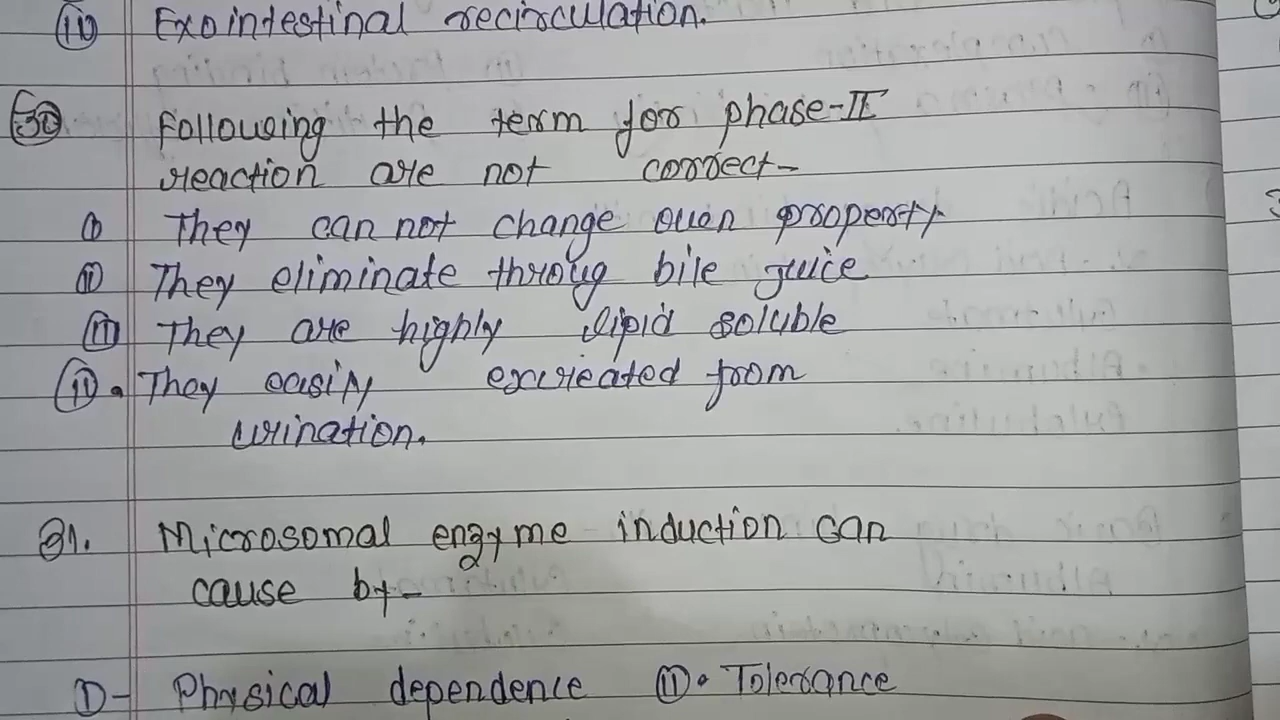 (iv) Exointestinal recirculation.
30 Following the term for phase-II
reaction are not correct-
(i) They can not change ouen property.
(ii) They eliminate throug bile juice
(iii) They are highly lipid soluble
(iv). They easily excreated from
urination.
31. Microsomal enzyme induction can
cause by-
(i)- Physical dependence (ii). Tolerance